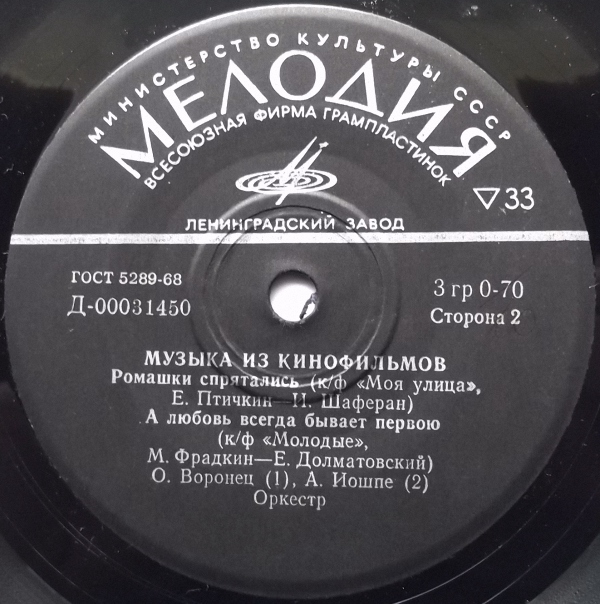 МИНИСТЕРСТВО КУЛЬТУРЫ СССР
МЕЛОДИЯ
ВСЕСОЮЗНАЯ ФИРМА ГРАМПЛАСТИНОК
▽33
ЛЕНИНГРАДСКИЙ ЗАВОД
ГОСТ 5289-68
3 гр 0-70
Д-00031450
Сторона 2
МУЗЫКА ИЗ КИНОФИЛЬМОВ
Ромашки спрятались (к/ф «Моя улица»,
Е. Птичкин—И. Шаферан)
А любовь всегда бывает первою
(к/ф «Молодые»,
М. Фрадкин—Е. Долматовский)
О. Воронец (1), А. Иошпе (2)
Оркестр